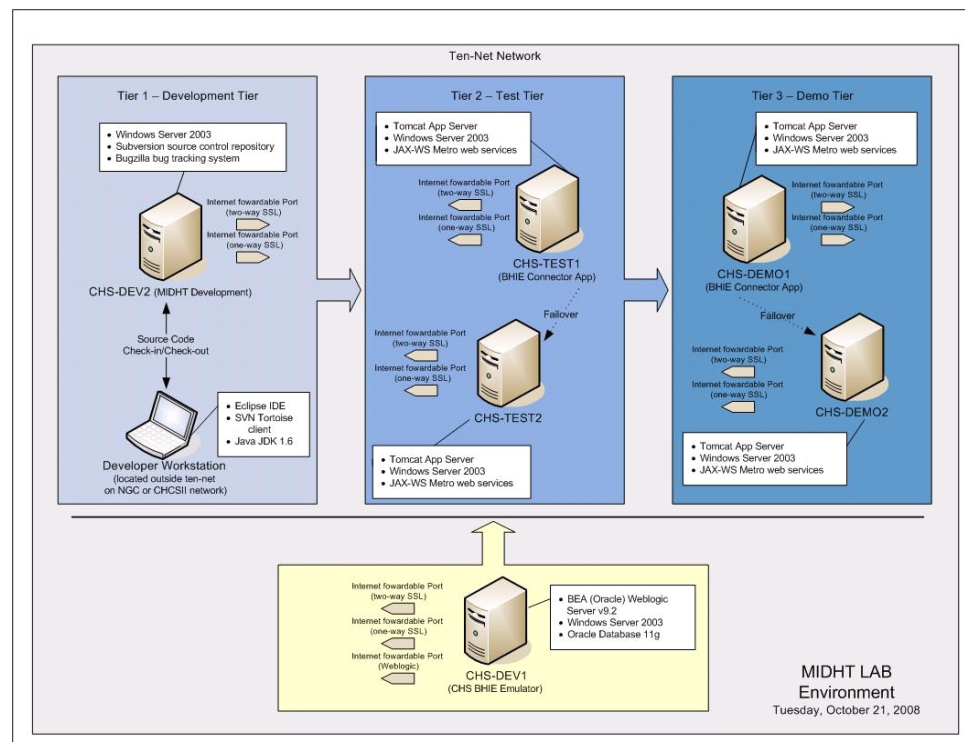 Ten-Net Network
Tier 1 – Development Tier
• Windows Server 2003
• Subversion source control repository
• Bugzilla bug tracking system
Internet fowardable Port
(two-way SSL)
Internet fowardable Port
(one-way SSL)
CHS-DEV2 (MIDHT Development)
Source Code
Check-in/Check-out
• Eclipse IDE
• SVN Tortoise
client
• Java JDK 1.6
Developer Workstation
(located outside ten-net
on NGC or CHCSII network)
Tier 2 – Test Tier
• Tomcat App Server
• Windows Server 2003
• JAX-WS Metro web services
Internet fowardable Port
(two-way SSL)
Internet fowardable Port
(one-way SSL)
CHS-TEST1
(BHIE Connector App)
Failover
Internet fowardable Port
(two-way SSL)
Internet fowardable Port
(one-way SSL)
CHS-TEST2
• Tomcat App Server
• Windows Server 2003
• JAX-WS Metro web services
Tier 3 – Demo Tier
• Tomcat App Server
• Windows Server 2003
• JAX-WS Metro web services
Internet fowardable Port
(two-way SSL)
Internet fowardable Port
(one-way SSL)
CHS-DEMO1
(BHIE Connector App)
Failover
Internet fowardable Port
(two-way SSL)
Internet fowardable Port
(one-way SSL)
CHS-DEMO2
• Tomcat App Server
• Windows Server 2003
• JAX-WS Metro web services
Internet fowardable Port
(two-way SSL)
Internet fowardable Port
(one-way SSL)
Internet fowardable Port
(Weblogic)
• BEA (Oracle) Weblogic
Server v9.2
• Windows Server 2003
• Oracle Database 11g
CHS-DEV1
(CHS BHIE Emulator)
MIDHT LAB
Environment
Tuesday, October 21, 2008